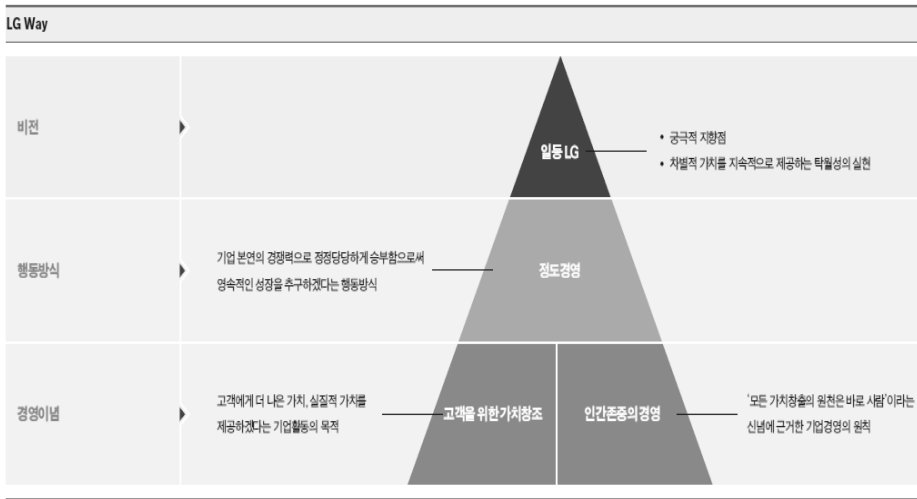 LG Way
비전
일등 LG
• 궁극적 지향점
• 차별적 가치를 지속적으로 제공하는 탁월성의 실현
행동방식
기업 본연의 경쟁력으로 정정당당하게 승부함으로써
영속적인 성장을 추구하겠다는 행동방식
정도경영
경영이념
고객에게 더 나은 가치, 실질적 가치를
제공하겠다는 기업활동의 목적
고객을 위한 가치창조
인간존중의 경영
‘모든 가치창출의 원천은 바로 사람’이라는
신념에 근거한 기업경영의 원칙